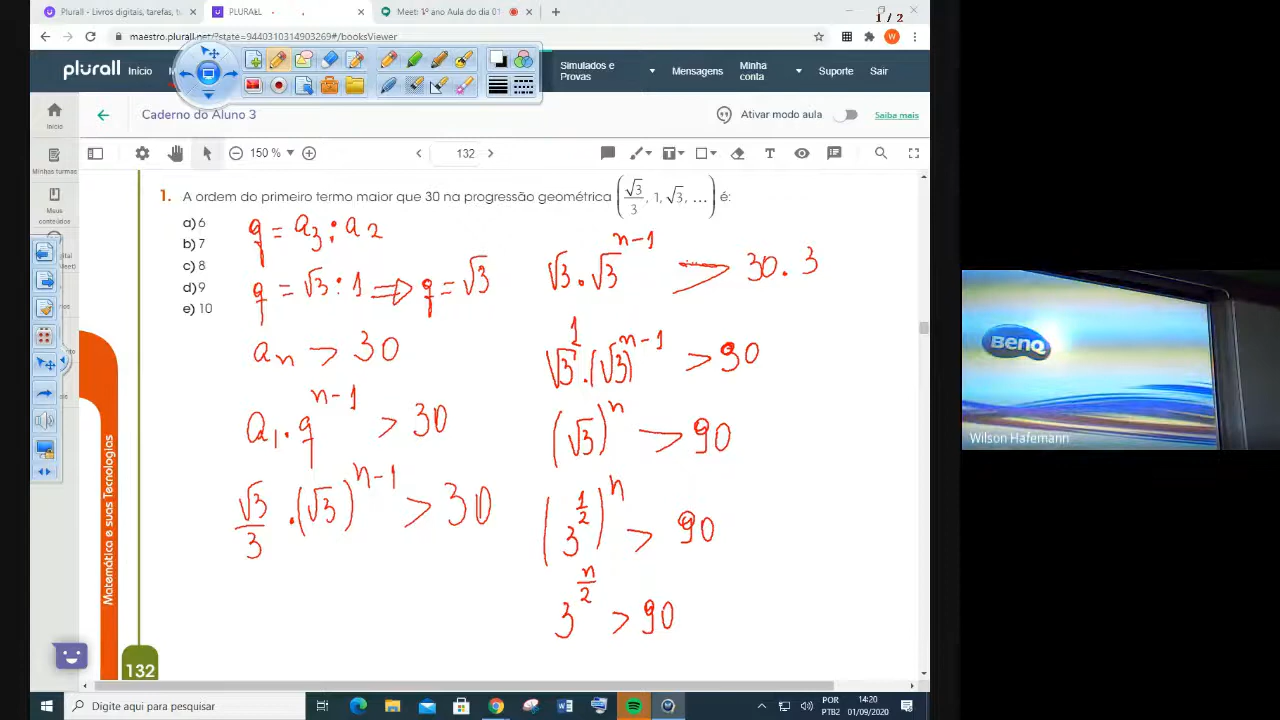 Plurall - Livros digitais, tarefas, t
PLURALL
Meet: 1º ano Aula do dia 01
1 / 2
maestro.plurall.net/?state=9440310314903269#/booksViewer
W
plurall
Início
Simulados e Provas
Mensagens
Minha conta
Suporte
Sair
Início
Caderno do Aluno 3
Ativar modo aula
Saiba mais
Minhas turmas
150 %
132
Meus conteúdos
1. A ordem do primeiro termo maior que 30 na progressão geométrica (√3/3, 1, √3, ...) é:
a) 6
b) 7
c) 8
d) 9
e) 10
q = a₃ : a₂
q = √3 : 1 ⟹ q = √3
aₙ > 30
a₁ . q^(n-1) > 30
√3/3 . (√3)^(n-1) > 30
√3 . √3^(n-1) > 30 . 3
√3^1 . (√3)^(n-1) > 90
(√3)^n > 90
(3^(1/2))^n > 90
3^(n/2) > 90
Matemática e suas Tecnologias
132
BenQ
Wilson Hafemann
Digite aqui para pesquisar
POR
PTB2
14:20
01/09/2020